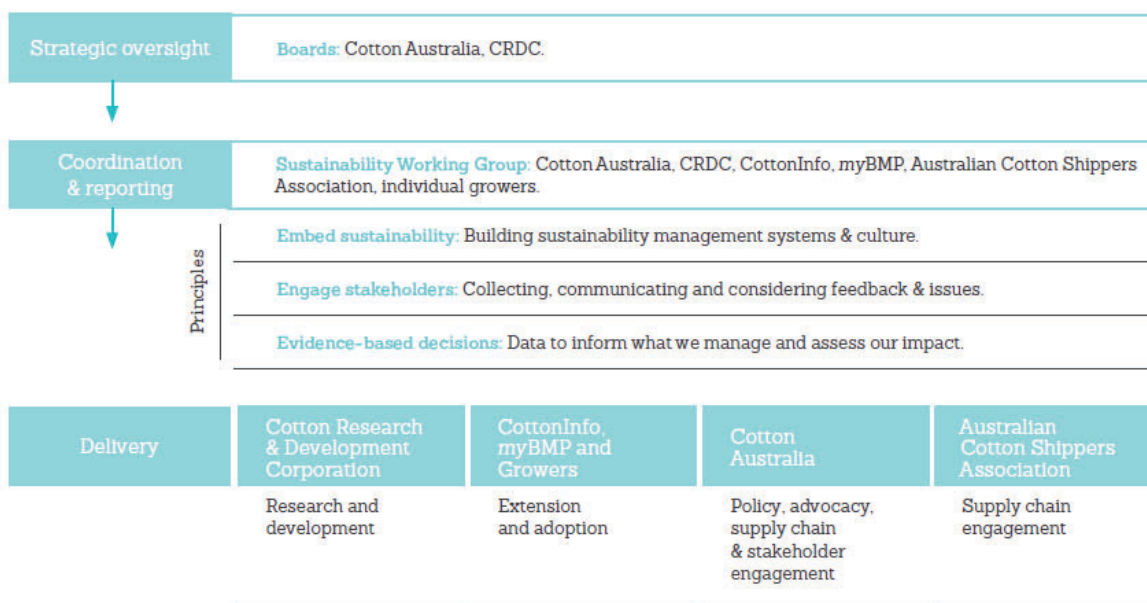 Strategic oversight
Boards: Cotton Australia, CRDC.
Coordination
& reporting
Sustainability Working Group: Cotton Australia, CRDC, CottonInfo, myBMP, Australian Cotton Shippers
Association, individual growers.
Principles
Embed sustainability: Building sustainability management systems & culture.
Engage stakeholders: Collecting, communicating and considering feedback & issues.
Evidence-based decisions: Data to inform what we manage and assess our impact.
Delivery
Cotton Research
& Development
Corporation
Research and
development
CottonInfo,
myBMP and
Growers
Extension
and adoption
Cotton
Australia
Policy, advocacy,
supply chain
& stakeholder
engagement
Australian
Cotton Shippers
Association
Supply chain
engagement